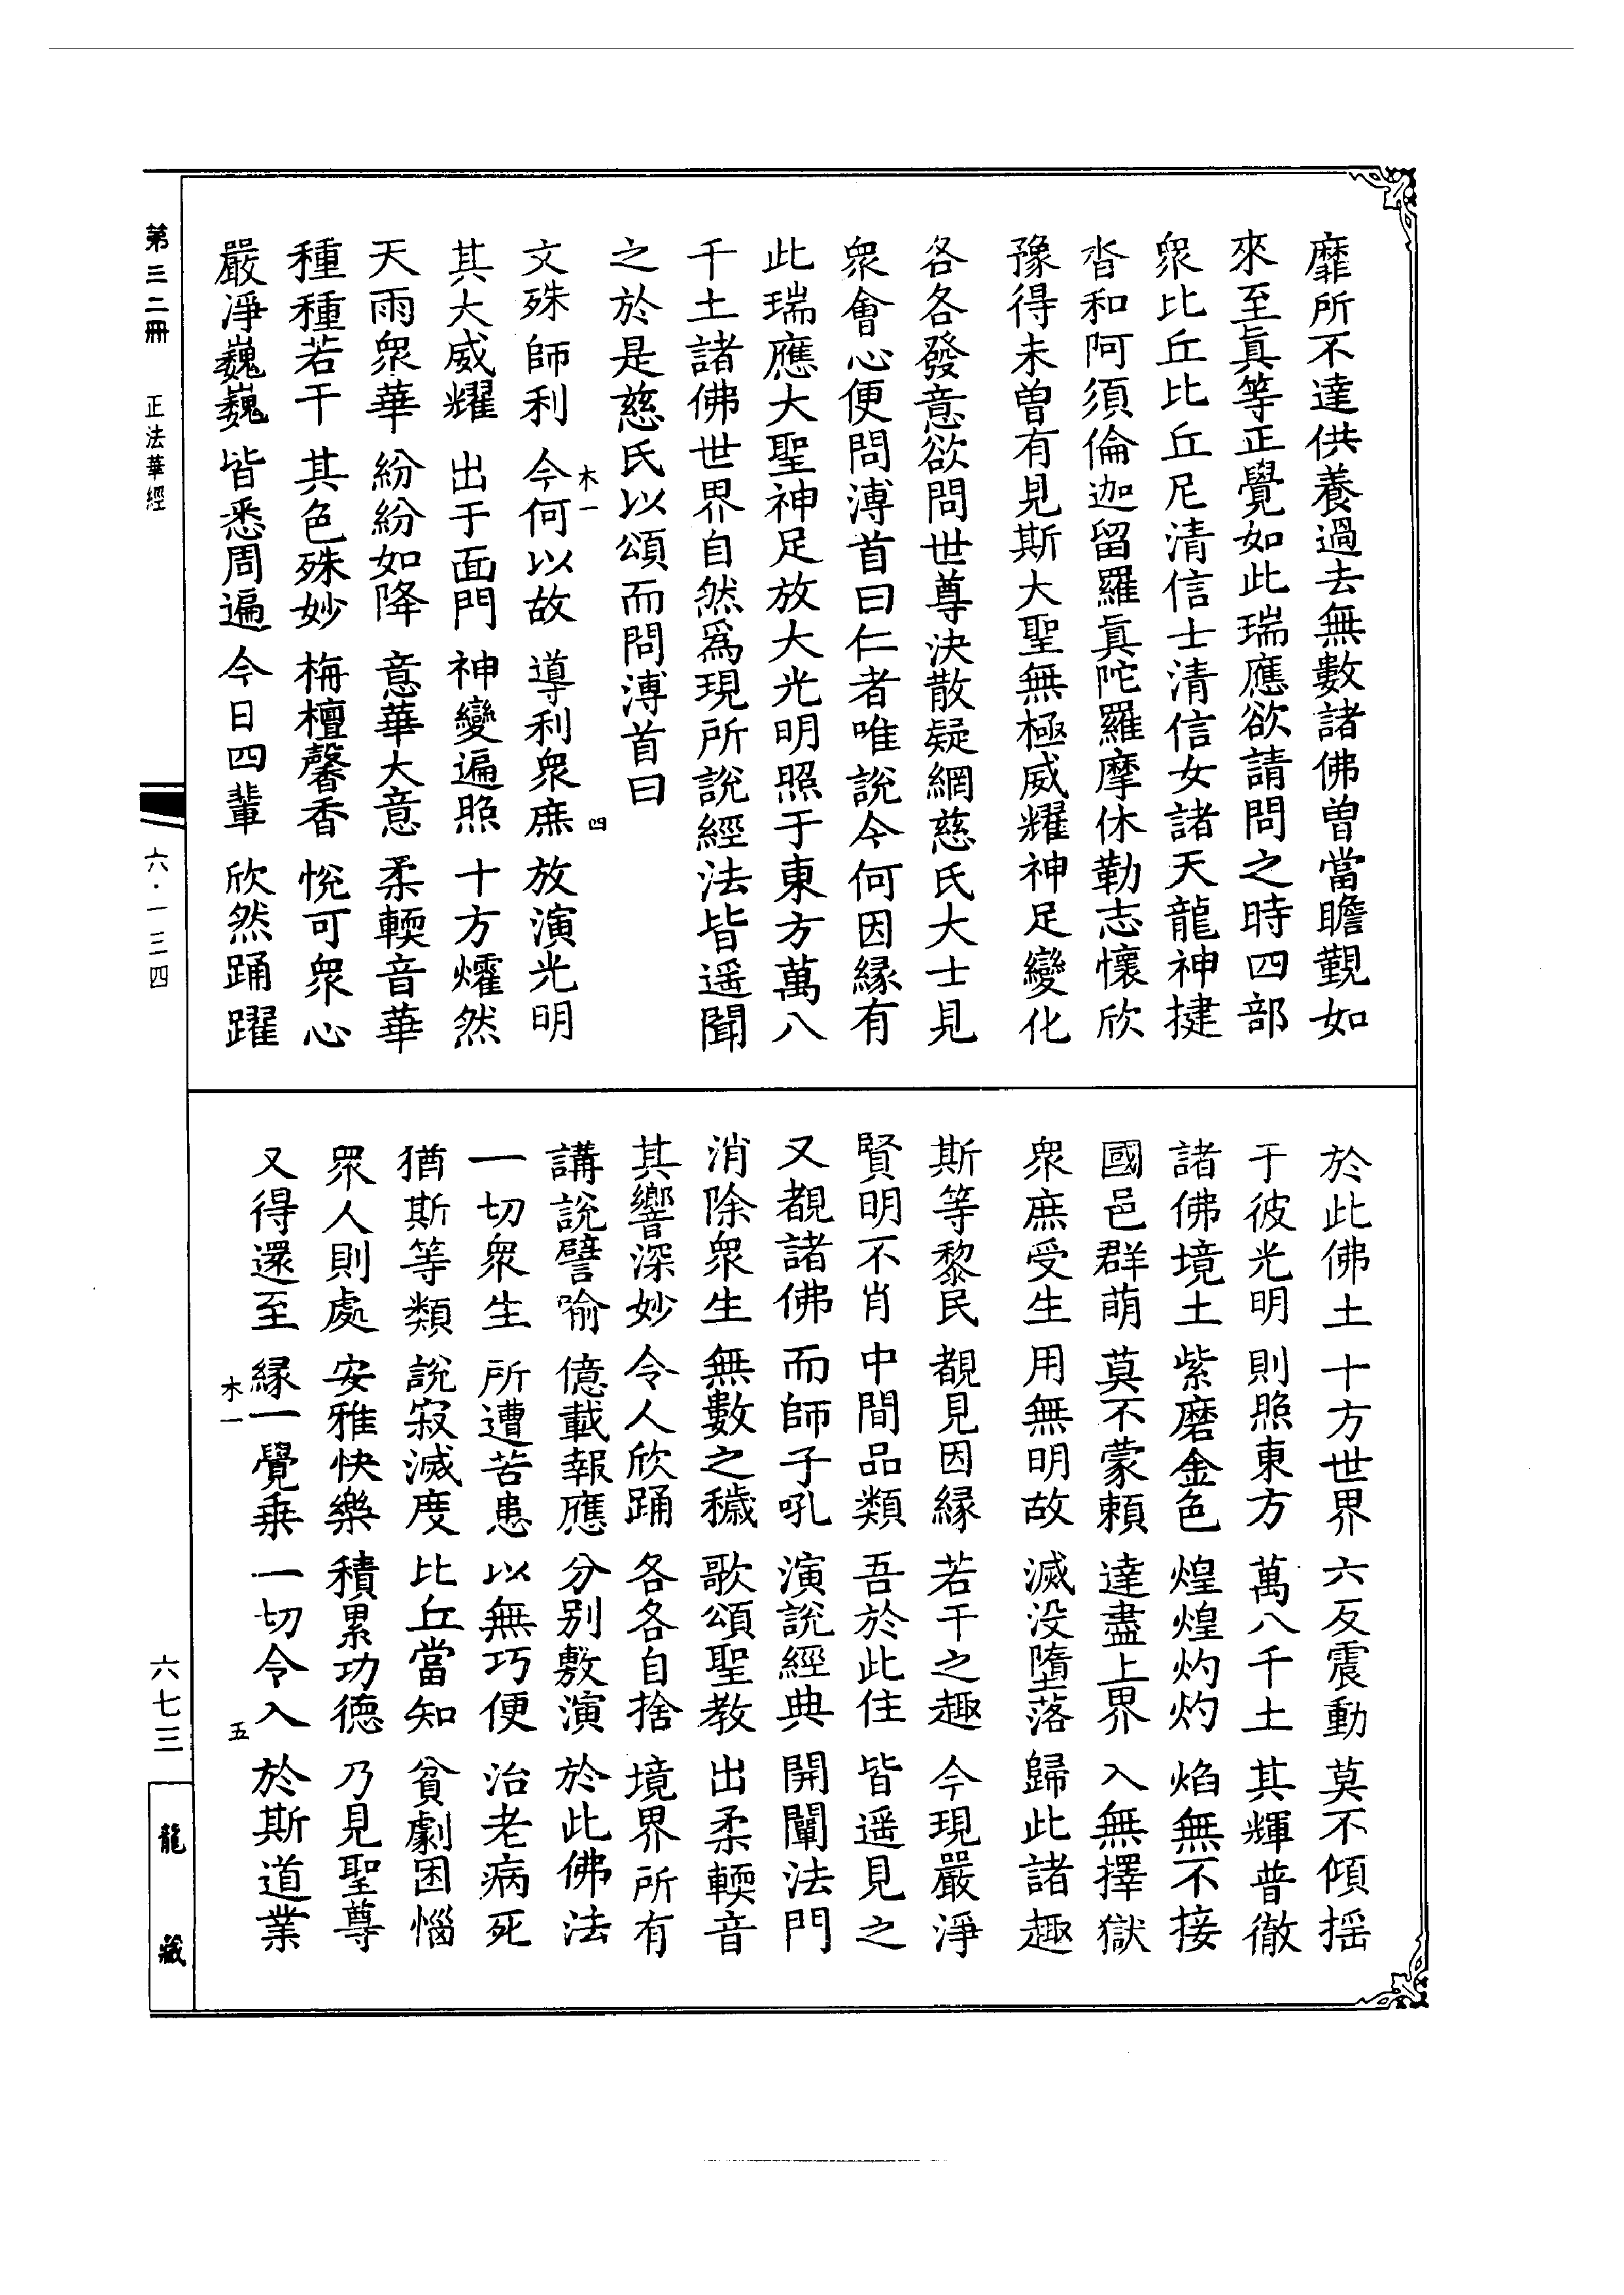 靡所不達供養過去無數諸佛曽當瞻覲如
來至眞等正覺如此瑞應欲請問之時四部
衆比丘比丘尼清信士清信女諸天龍神揵
沓和阿須倫迦留羅眞陀羅摩休勒志懷欣
豫得未曽有見斯大聖無極威耀神足變化
各各發意欲問世尊決散疑網慈氏大士見
衆會心便問溥首曰仁者唯說今何因縁有
此瑞應大聖神足放大光明照于東方萬八
千土諸佛世界自然爲現所說經法皆遥聞
之於是慈氏以頌而問溥首曰
木一
四
文殊師利 今何以故 導利衆庶 放演光明
其大威耀 出于面門 神變遍照 十方燿然
天雨衆華 紛紛如降 意華大意 柔輭音華
種種若干 其色殊妙 栴檀馨香 悅可衆心
嚴淨巍巍 皆悉周遍 今日四輩 欣然踊躍
於此佛土 十方世界 六反震動 莫不傾摇
于彼光明 則照東方 萬八千土 其輝普徹
諸佛境土 紫磨金色 煌煌灼灼 焰無不接
國邑群萌 莫不蒙頼 達盡上界 入無擇獄
衆庶受生 用無明故 滅没墮落 歸此諸趣
斯等黎民 覩見因縁 若干之趣 今現嚴淨
賢明不肖 中間品類 吾於此住 皆遥見之
又覩諸佛 而師子吼 演說經典 開闡法門
消除衆生 無數之穢 歌頌聖教 出柔輭音
其響深妙 令人欣踊 各各自捨 境界所有
講說譬喻 億載報應 分别敷演 於此佛法
一切衆生 所遭苦患 以無巧便 治老病死
猶斯等類 說寂滅度 比丘當知 貧劇困惱
衆人則處 安雅快樂 積累功德 乃見聖尊
又得還至 縁一覺乗 一切令入 於斯道業
木一
五
第三二冊 正法華經
六·一三四
六七三
龍藏